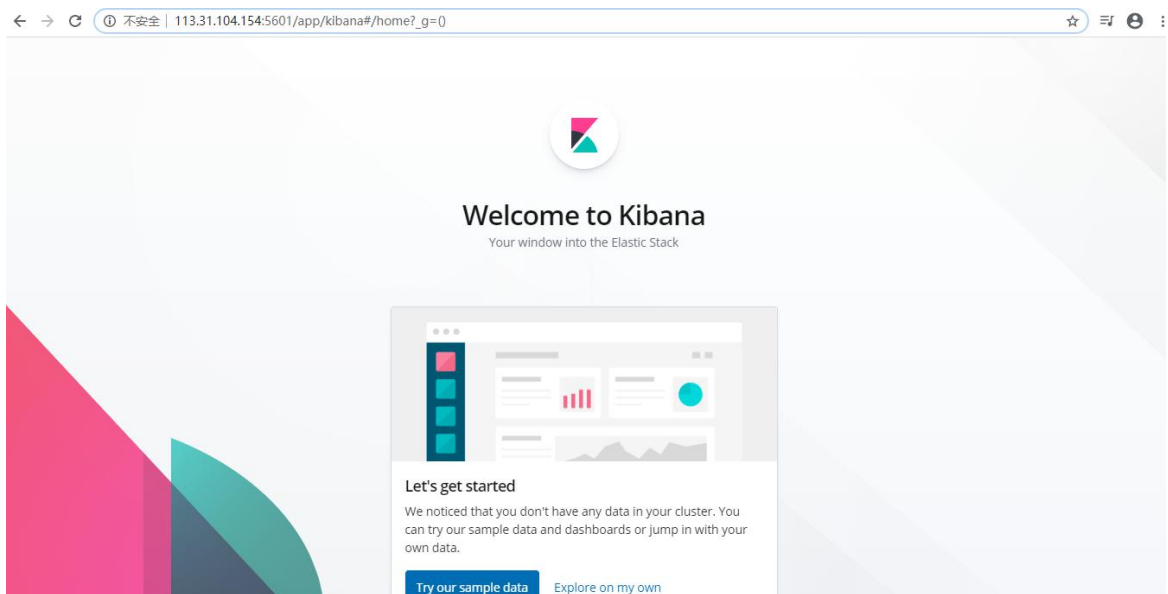 不安全 | 113.31.104.154:5601/app/kibana#/home?_g=()
Welcome to Kibana
Your window into the Elastic Stack
Let's get started
We noticed that you don't have any data in your cluster. You
can try our sample data and dashboards or jump in with your
own data.
Try our sample data Explore on my own